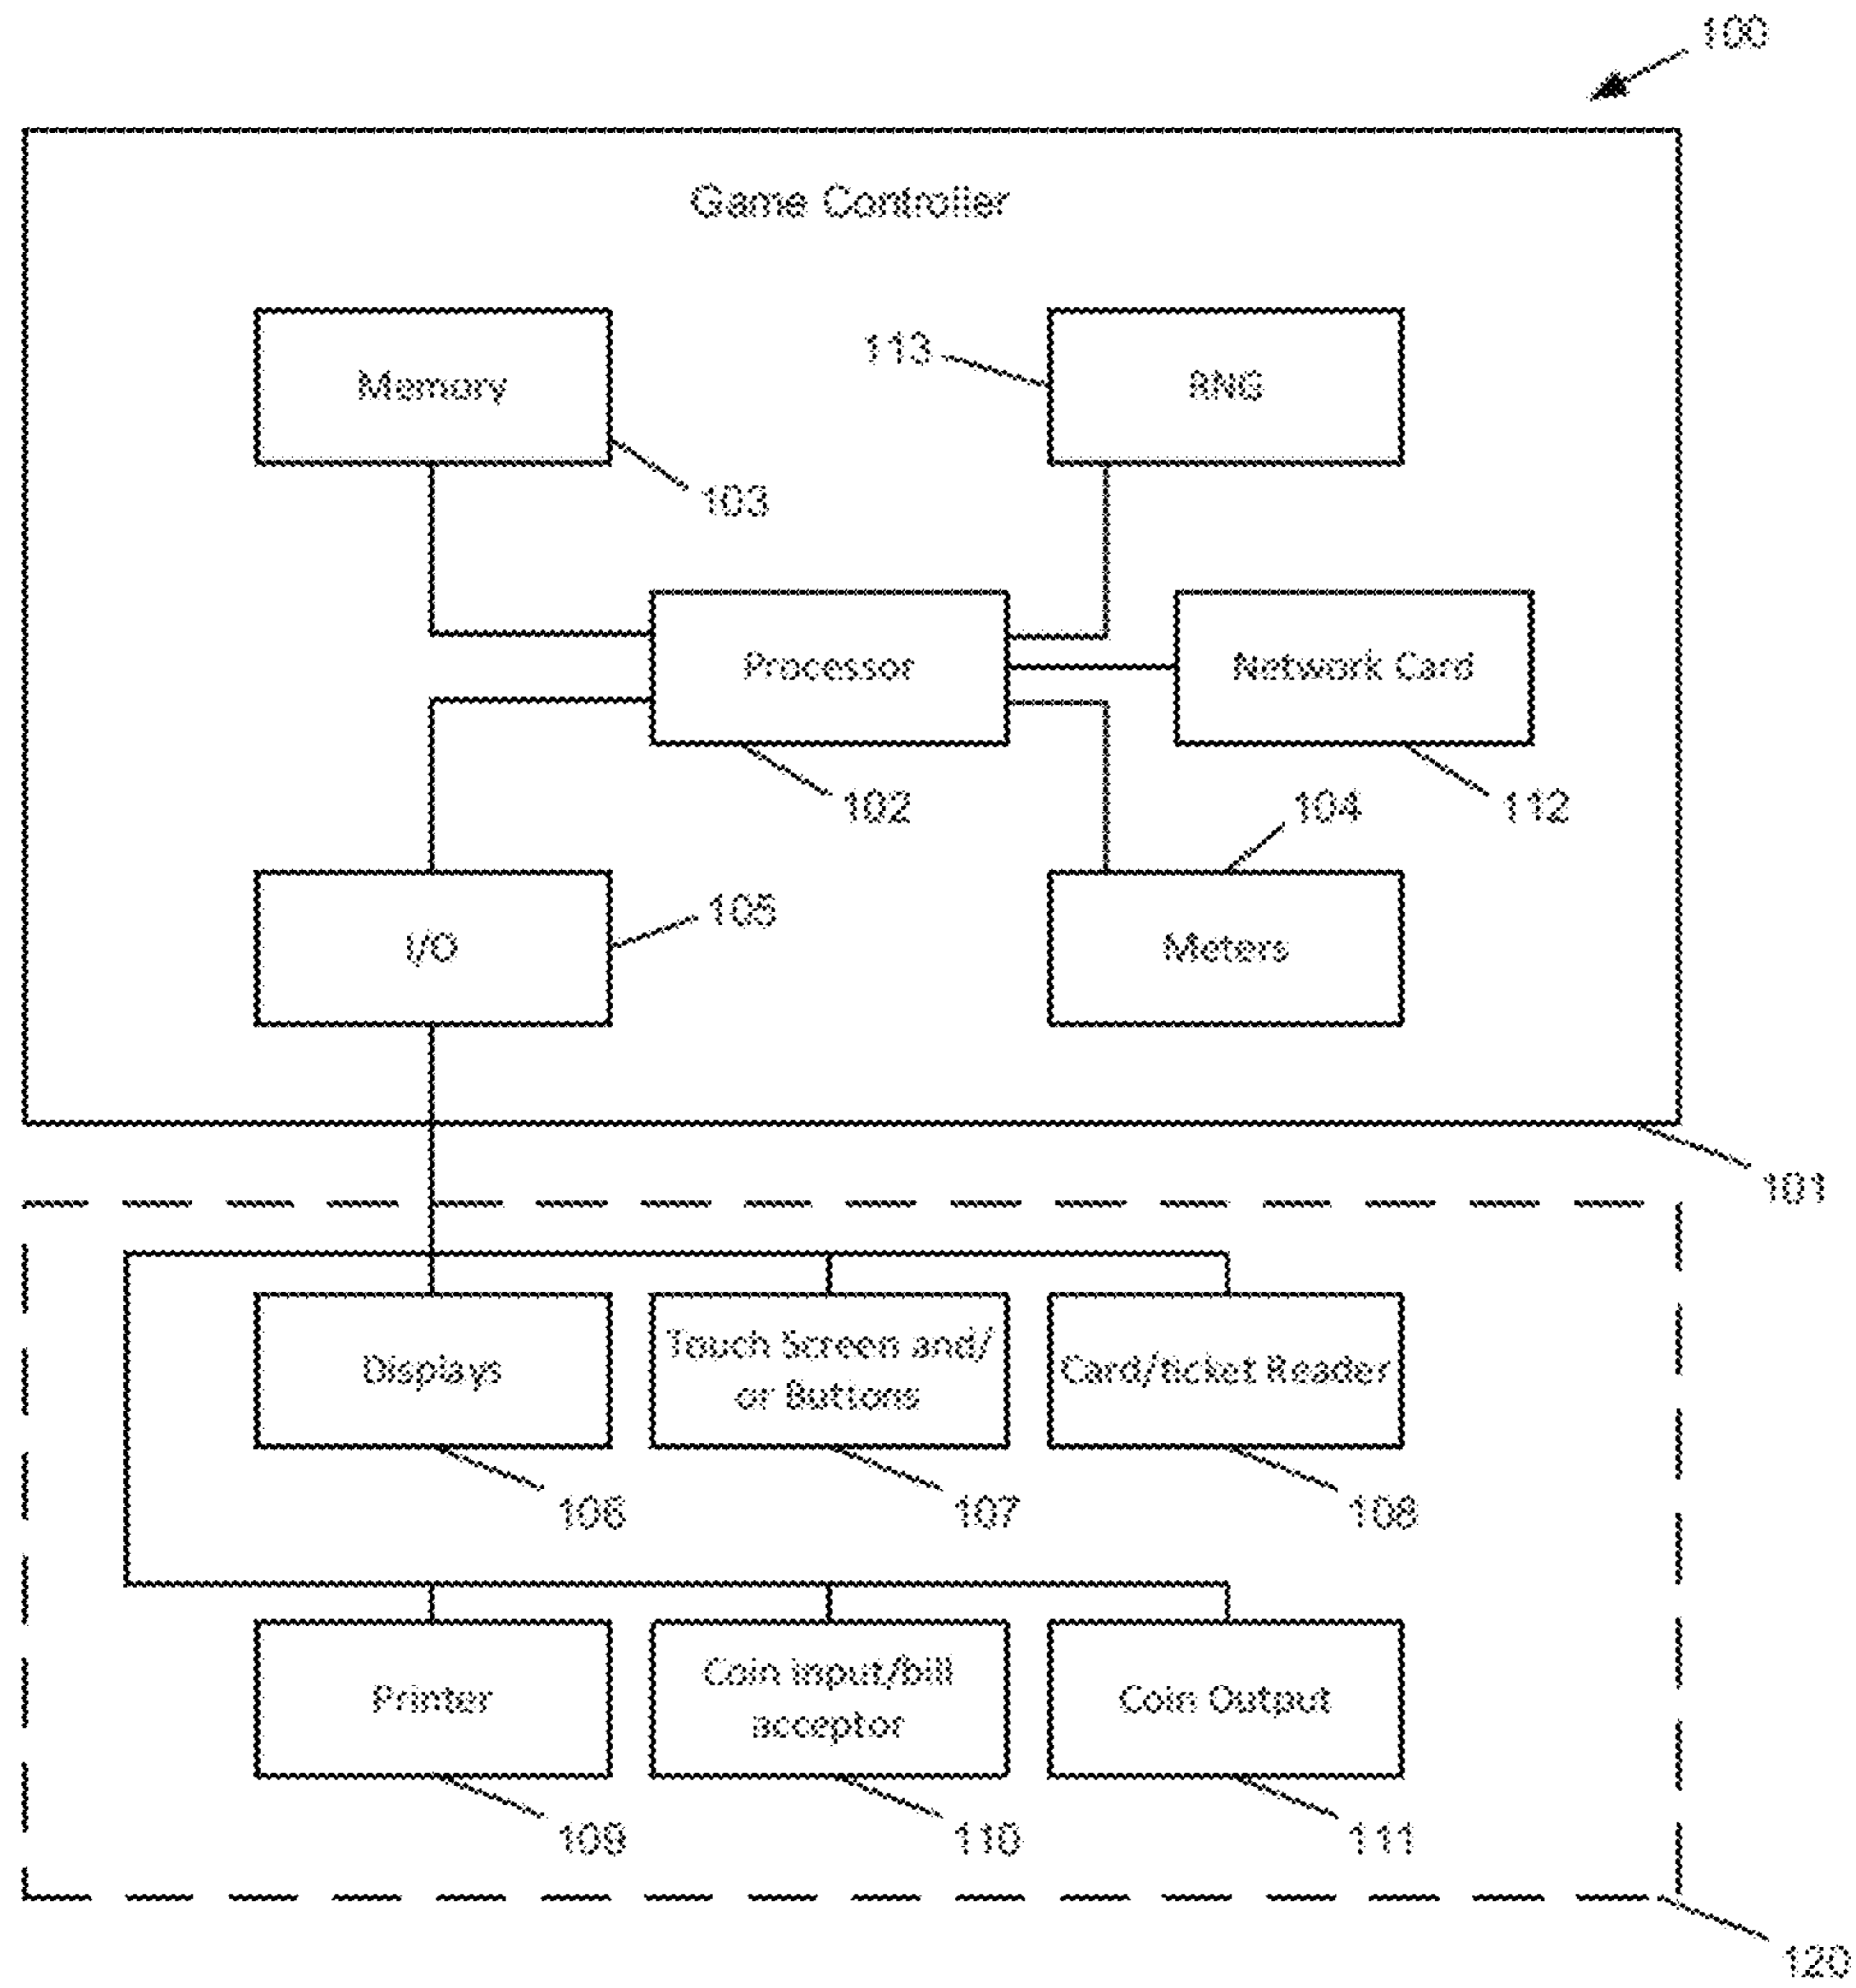 100
Game Controller
113
Memory
RNG
103
Processor
Network Card
102
104
112
105
I/O
Meters
101
Displays
Touch Screen and/
or Buttons
Card/ticket Reader
106
107
108
Printer
Coin input/bill
acceptor
Coin Output
109
110
111
120